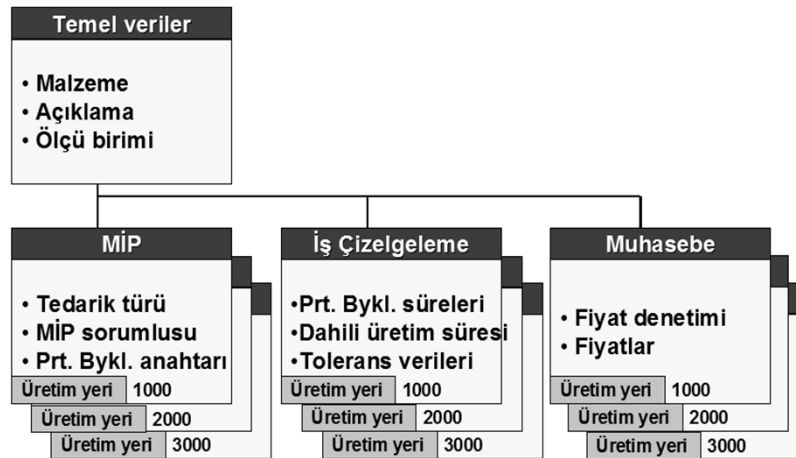 Temel veriler
• Malzeme
• Açıklama
• Ölçü birimi
MİP
• Tedarik türü
• MİP sorumlusu
• Prt. Bykl. anahtarı
Üretim yeri 1000
Üretim yeri 2000
Üretim yeri 3000
İş Çizelgeleme
•Prt. Bykl. süreleri
•Dahili üretim süresi
•Tolerans verileri
Üretim yeri 1000
Üretim yeri 2000
Üretim yeri 3000
Muhasebe
• Fiyat denetimi
• Fiyatlar
Üretim yeri 1000
Üretim yeri 2000
Üretim yeri 3000